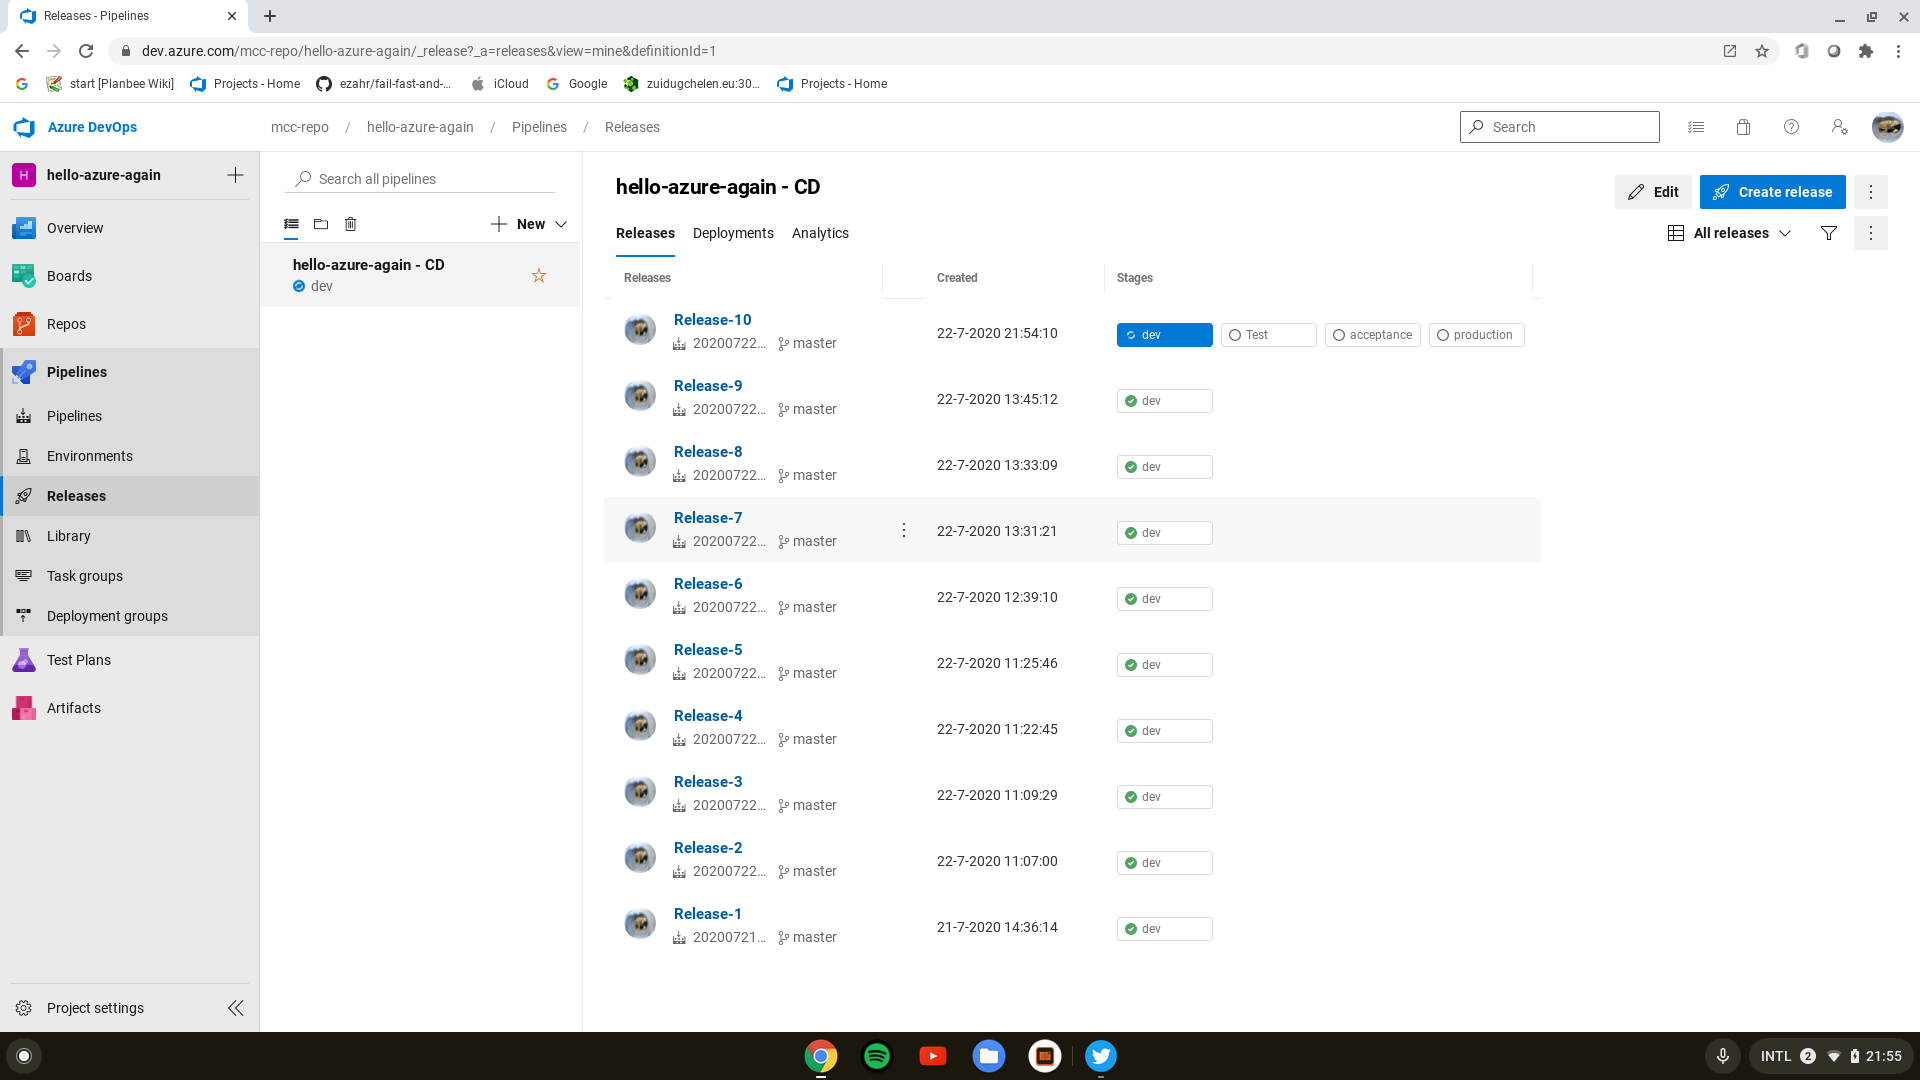 Releases - Pipelines
dev.azure.com/mcc-repo/hello-azure-again/_release?_a=releases&view=mine&definitionId=1
start [Planbee Wiki] Projects - Home ezahr/fail-fast-and-... iCloud Google zuidugchelen.eu:30... Projects - Home
Azure DevOps mcc-repo / hello-azure-again / Pipelines / Releases Search
H hello-azure-again
Overview
Boards
Repos
Pipelines
Pipelines
Environments
Releases
Library
Task groups
Deployment groups
Test Plans
Artifacts
Project settings
Search all pipelines
New
hello-azure-again - CD
dev
hello-azure-again - CD
Edit Create release
Releases Deployments Analytics All releases
Releases Created Stages
Release-10
20200722... master 22-7-2020 21:54:10 dev Test acceptance production
Release-9
20200722... master 22-7-2020 13:45:12 dev
Release-8
20200722... master 22-7-2020 13:33:09 dev
Release-7
20200722... master 22-7-2020 13:31:21 dev
Release-6
20200722... master 22-7-2020 12:39:10 dev
Release-5
20200722... master 22-7-2020 11:25:46 dev
Release-4
20200722... master 22-7-2020 11:22:45 dev
Release-3
20200722... master 22-7-2020 11:09:29 dev
Release-2
20200722... master 22-7-2020 11:07:00 dev
Release-1
20200721... master 21-7-2020 14:36:14 dev
INTL 2 21:55